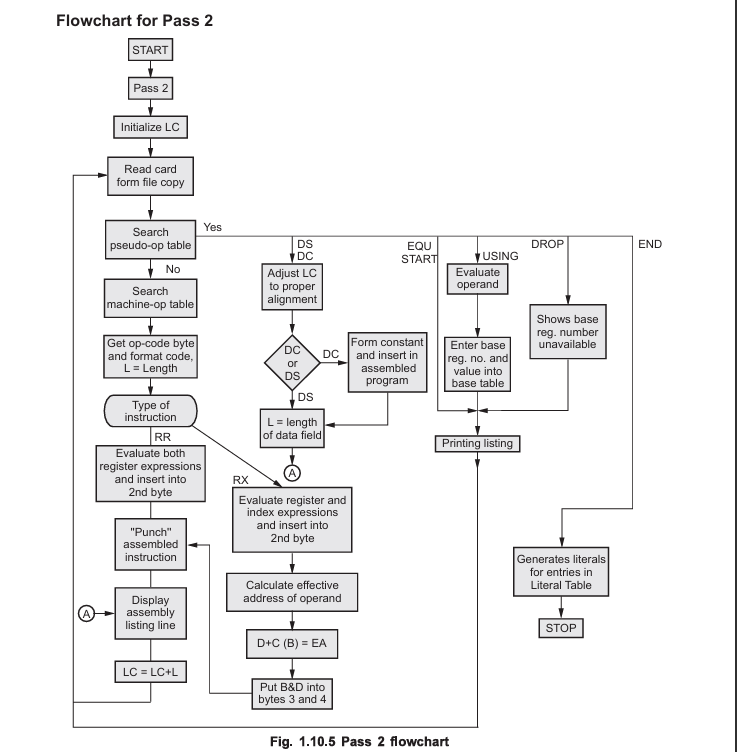 Flowchart for Pass 2
START
Pass 2
Initialize LC
Read card
form file copy
Search
pseudo-op table
Yes
No
Search
machine-op table
Get op-code byte
and format code,
L = Length
Type of
instruction
RR
Evaluate both
register expressions
and insert into
2nd byte
"Punch"
assembled
instruction
A
Display
assembly
listing line
LC = LC+L
DS
DC
Adjust LC
to proper
alignment
DC
or
DS
DC
Form constant
and insert in
assembled
program
DS
L = length
of data field
A
RX
Evaluate register and
index expressions
and insert into
2nd byte
Calculate effective
address of operand
D+C (B) = EA
Put B&D into
bytes 3 and 4
EQU
START
USING
Evaluate
operand
Enter base
reg. no. and
value into
base table
DROP
Shows base
reg. number
unavailable
Printing listing
END
Generates literals
for entries in
Literal Table
STOP
Fig. 1.10.5 Pass 2 flowchart